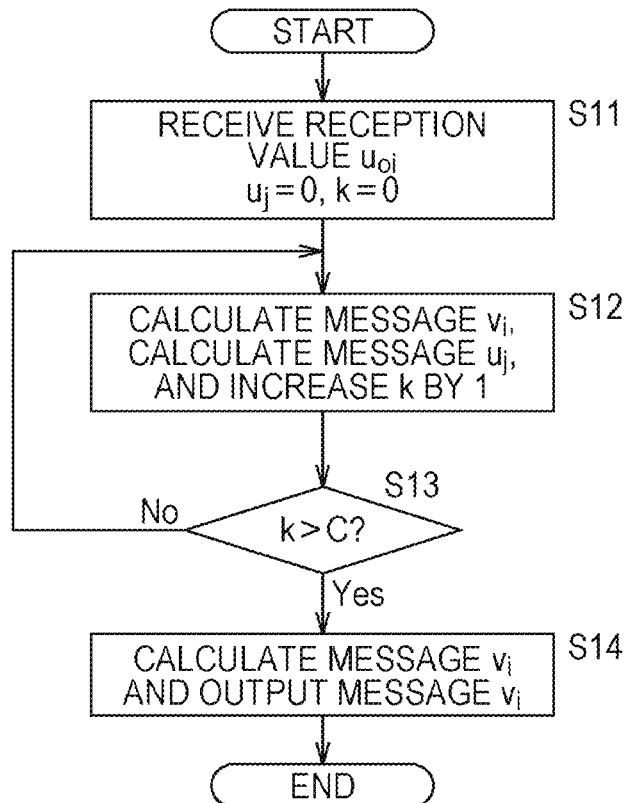 START
RECEIVE RECEPTION
VALUE u₀ᵢ
uⱼ=0, k=0
S11
CALCULATE MESSAGE vᵢ,
CALCULATE MESSAGE uⱼ,
AND INCREASE k BY 1
S12
S13
k>C?
No
Yes
CALCULATE MESSAGE vᵢ
AND OUTPUT MESSAGE vᵢ
S14
END